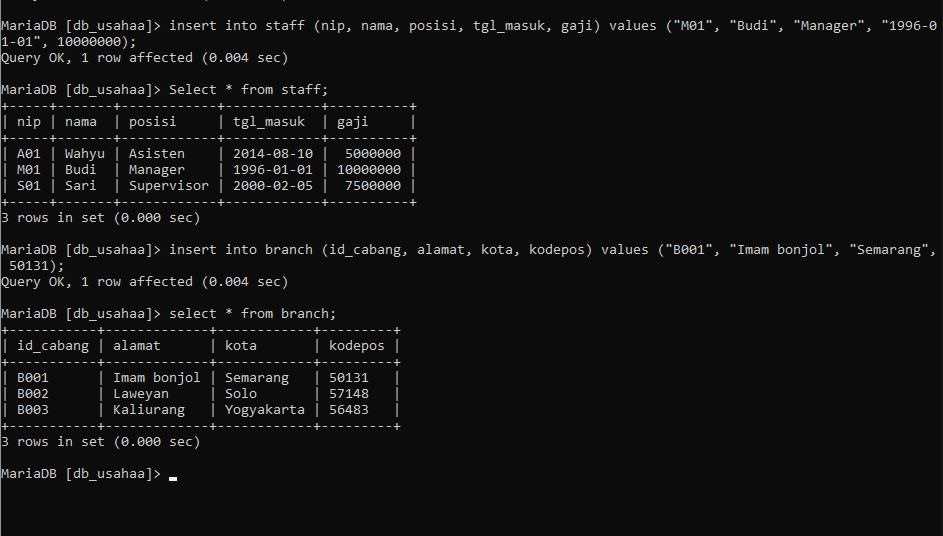 MariaDB [db_usahaa]> insert into staff (nip, nama, posisi, tgl_masuk, gaji) values ("M01", "Budi", "Manager", "1996-0
1-01", 10000000);
Query OK, 1 row affected (0.004 sec)
MariaDB [db_usahaa]> Select * from staff;
+-----+-------+------------+------------+----------+
| nip | nama  | posisi     | tgl_masuk  | gaji     |
+-----+-------+------------+------------+----------+
| A01 | Wahyu | Asisten    | 2014-08-10 |  5000000 |
| M01 | Budi  | Manager    | 1996-01-01 | 10000000 |
| S01 | Sari  | Supervisor | 2000-02-05 |  7500000 |
+-----+-------+------------+------------+----------+
3 rows in set (0.000 sec)
MariaDB [db_usahaa]> insert into branch (id_cabang, alamat, kota, kodepos) values ("B001", "Imam bonjol", "Semarang",
 50131);
Query OK, 1 row affected (0.004 sec)
MariaDB [db_usahaa]> select * from branch;
+-----------+-------------+------------+---------+
| id_cabang | alamat      | kota       | kodepos |
+-----------+-------------+------------+---------+
| B001      | Imam bonjol | Semarang   | 50131   |
| B002      | Laweyan     | Solo       | 57148   |
| B003      | Kaliurang   | Yogyakarta | 56483   |
+-----------+-------------+------------+---------+
3 rows in set (0.000 sec)
MariaDB [db_usahaa]>